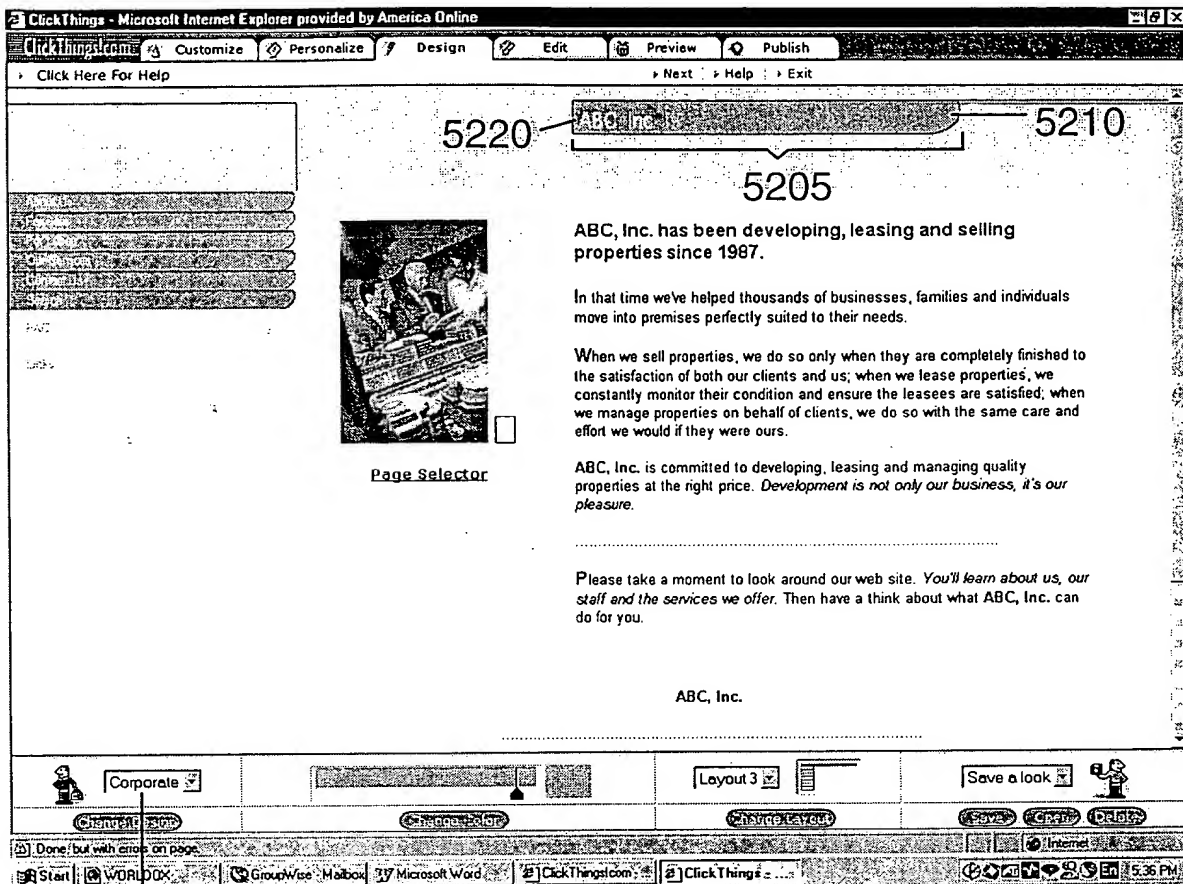 ClickThings - Microsoft Internet Explorer provided by America Online
ClickThings!com Customize Personalize Design Edit Preview Publish
Click Here For Help Next Help Exit
5220 ABC, Inc. 5210
5205
ABC, Inc. has been developing, leasing and selling
properties since 1987.
In that time we've helped thousands of businesses, families and individuals
move into premises perfectly suited to their needs.
When we sell properties, we do so only when they are completely finished to
the satisfaction of both our clients and us; when we lease properties, we
constantly monitor their condition and ensure the leasees are satisfied; when
we manage properties on behalf of clients, we do so with the same care and
effort we would if they were ours.
Page Selector
ABC, Inc. is committed to developing, leasing and managing quality
properties at the right price. Development is not only our business, it's our
pleasure.
Please take a moment to look around our web site. You'll learn about us, our
staff and the services we offer. Then have a think about what ABC, Inc. can
do for you.
ABC, Inc.
Corporate Layout 3 Save a look
Change Design Change Color Change Layout Save Open Delete
Done, but with errors on page. Internet
Start WORLDOX GroupWise Mailbox Microsoft Word ClickThings!com ClickThings - ... 5:36 PM